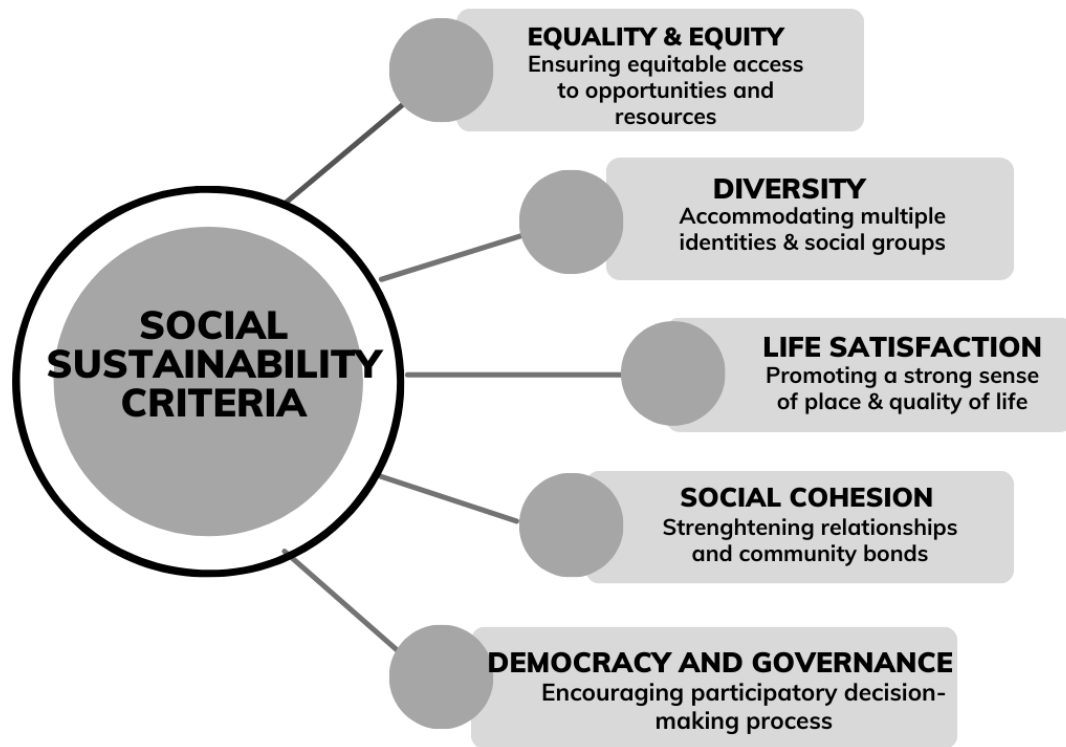 SOCIAL
SUSTAINABILITY
CRITERIA
EQUALITY & EQUITY
Ensuring equitable access
to opportunities and
resources
DIVERSITY
Accommodating multiple
identities & social groups
LIFE SATISFACTION
Promoting a strong sense
of place & quality of life
SOCIAL COHESION
Strenghtening relationships
and community bonds
DEMOCRACY AND GOVERNANCE
Encouraging participatory decision-
making process